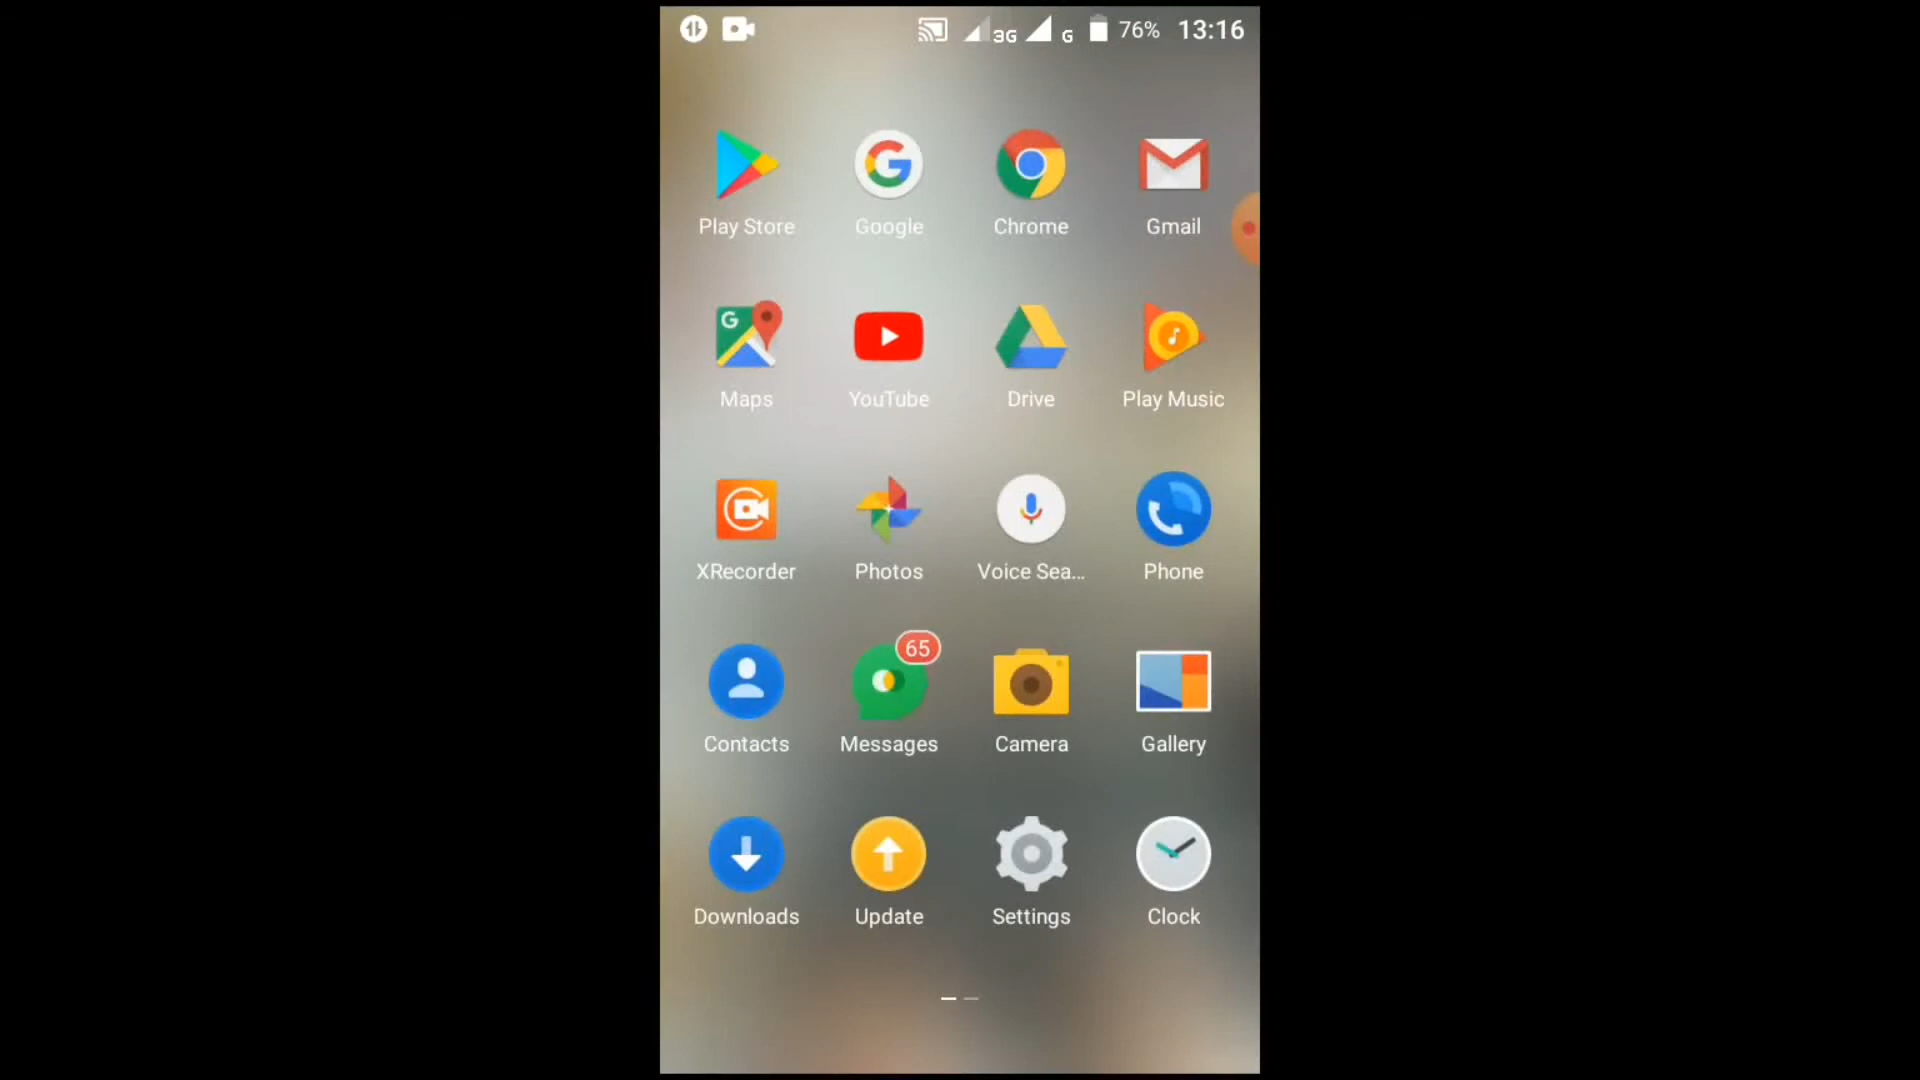 3G G 76% 13:16
Play Store Google Chrome Gmail
G
Maps YouTube Drive Play Music
XRecorder Photos Voice Sea... Phone
65
Contacts Messages Camera Gallery
Downloads Update Settings Clock